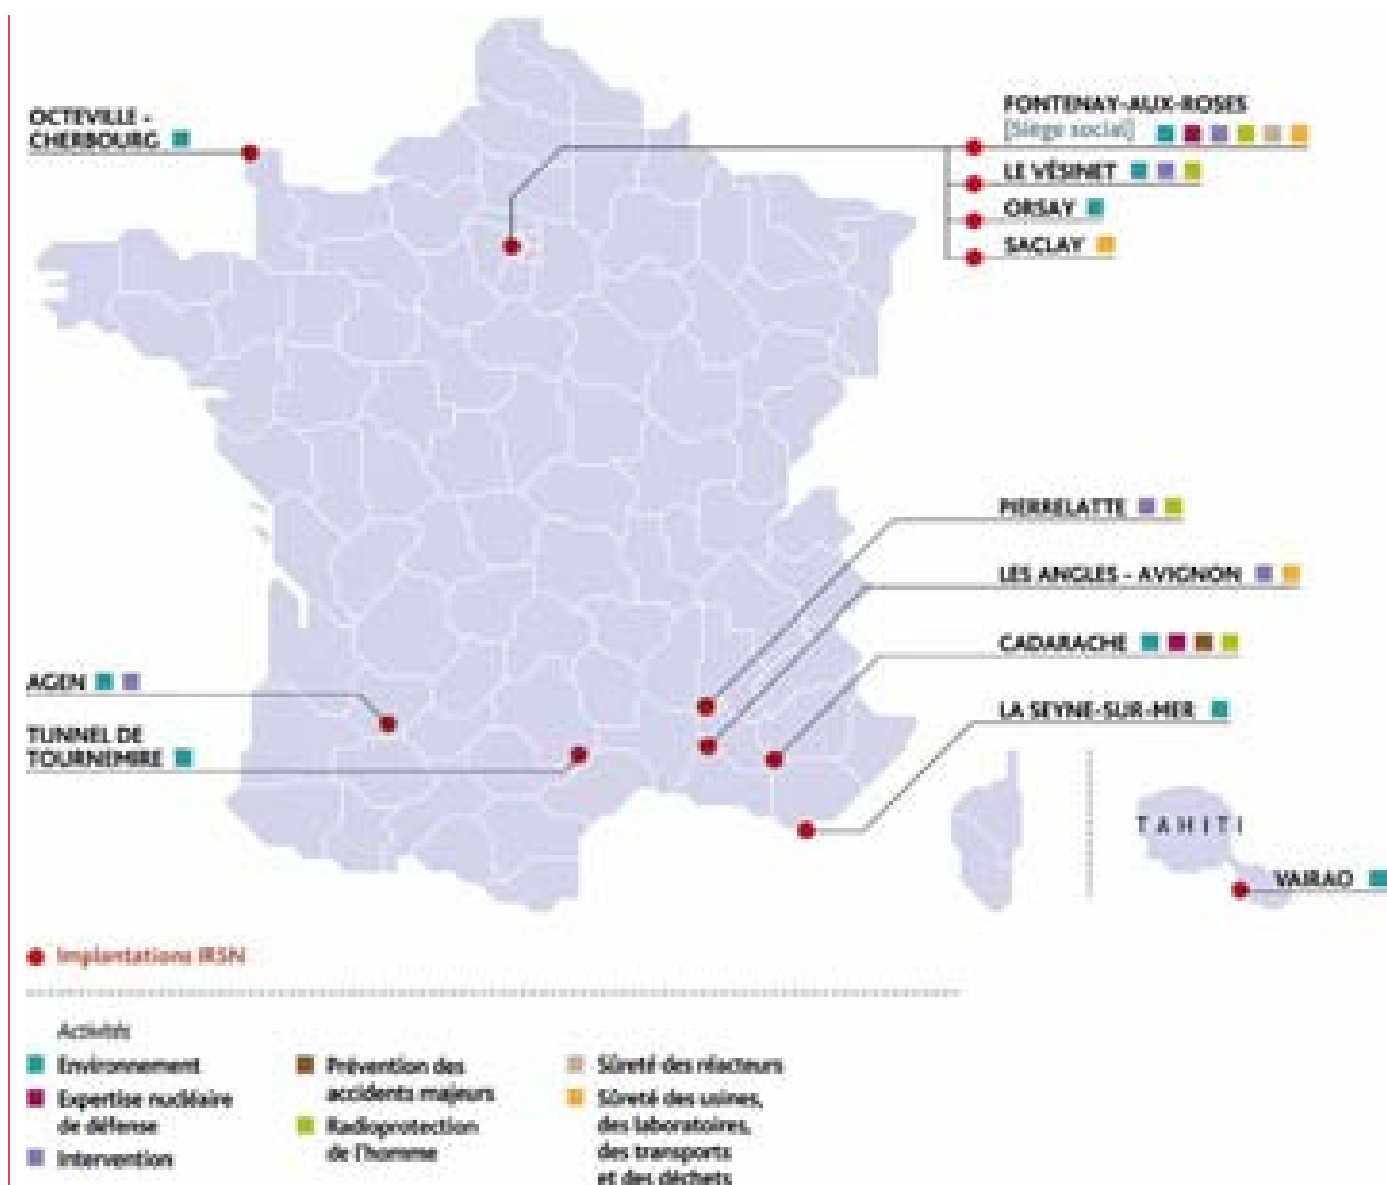 OCTEVILLE -
CHERBOURG
FONTENAY-AUX-ROSES
[Siège social]
LE VÉSINET
ORSAY
SACLAY
PIERRELATTE
LES ANGLES - AVIGNON
CADARACHE
LA SEYNE-SUR-MER
AGEN
TUNNEL DE
TOURNEMIRE
TAHITI
VAIRAO
Implantations IRSN
Activités
Environnement
Expertise nucléaire
de défense
Intervention
Prévention des
accidents majeurs
Radioprotection
de l'homme
Sûreté des réacteurs
Sûreté des usines,
des laboratoires,
des transports
et des déchets